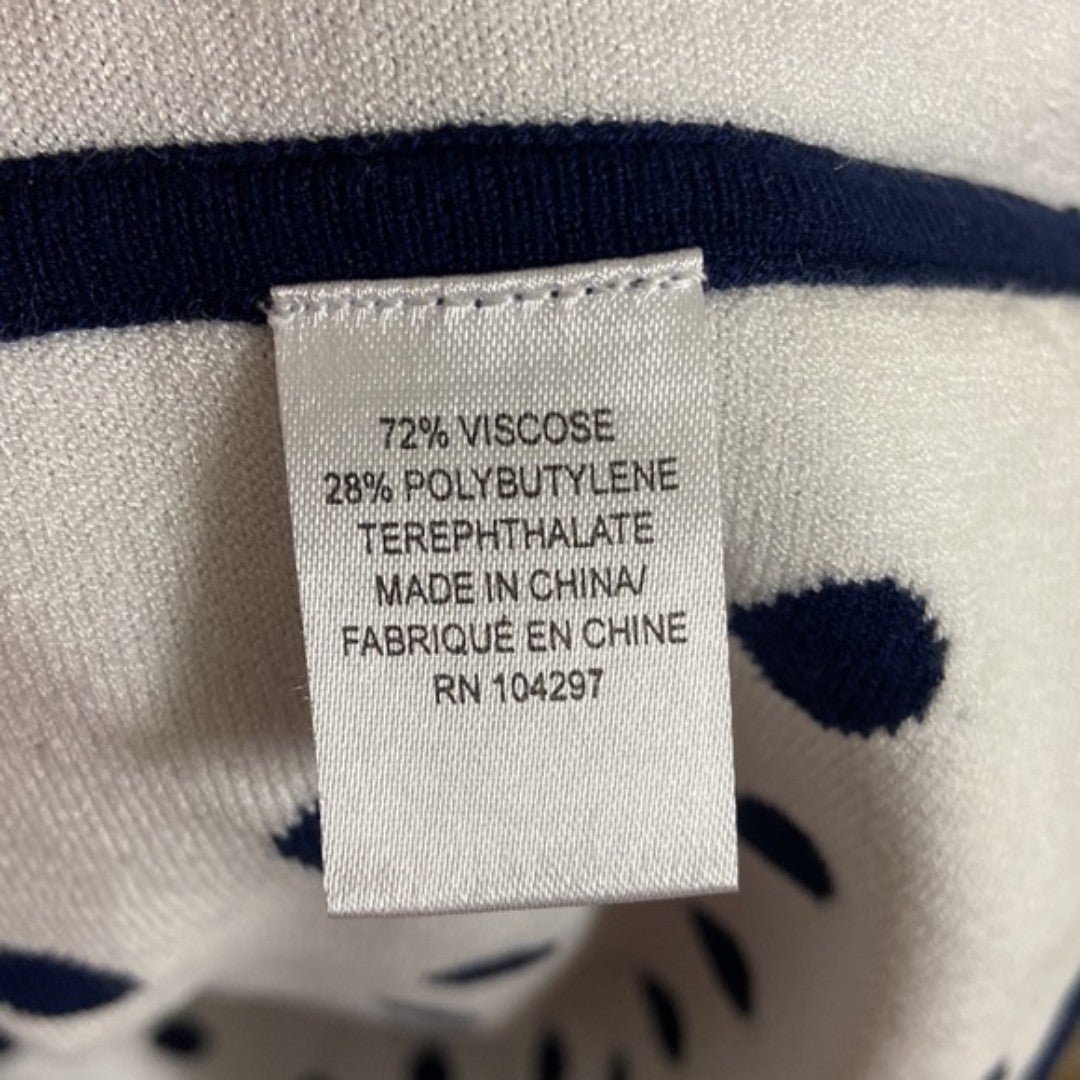 72% VISCOSE
28% POLYBUTYLENE
TEREPHTHALATE
MADE IN CHINA/
FABRIQUÉ EN CHINE
RN 104297